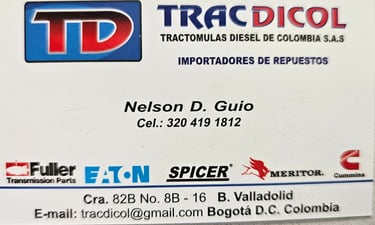 TD TRACDICOL
TRACTOMULAS DIESEL DE COLOMBIA S.A.S
IMPORTADORES DE REPUESTOS
Nelson D. Guio
Cel.: 320 419 1812
Fuller EATON SPICER MERITOR Cummins
Transmission Parts
Cra. 82B No. 8B - 16 B. Valladolid
E-mail: tracdicol@gmail.com Bogotá D.C. Colombia